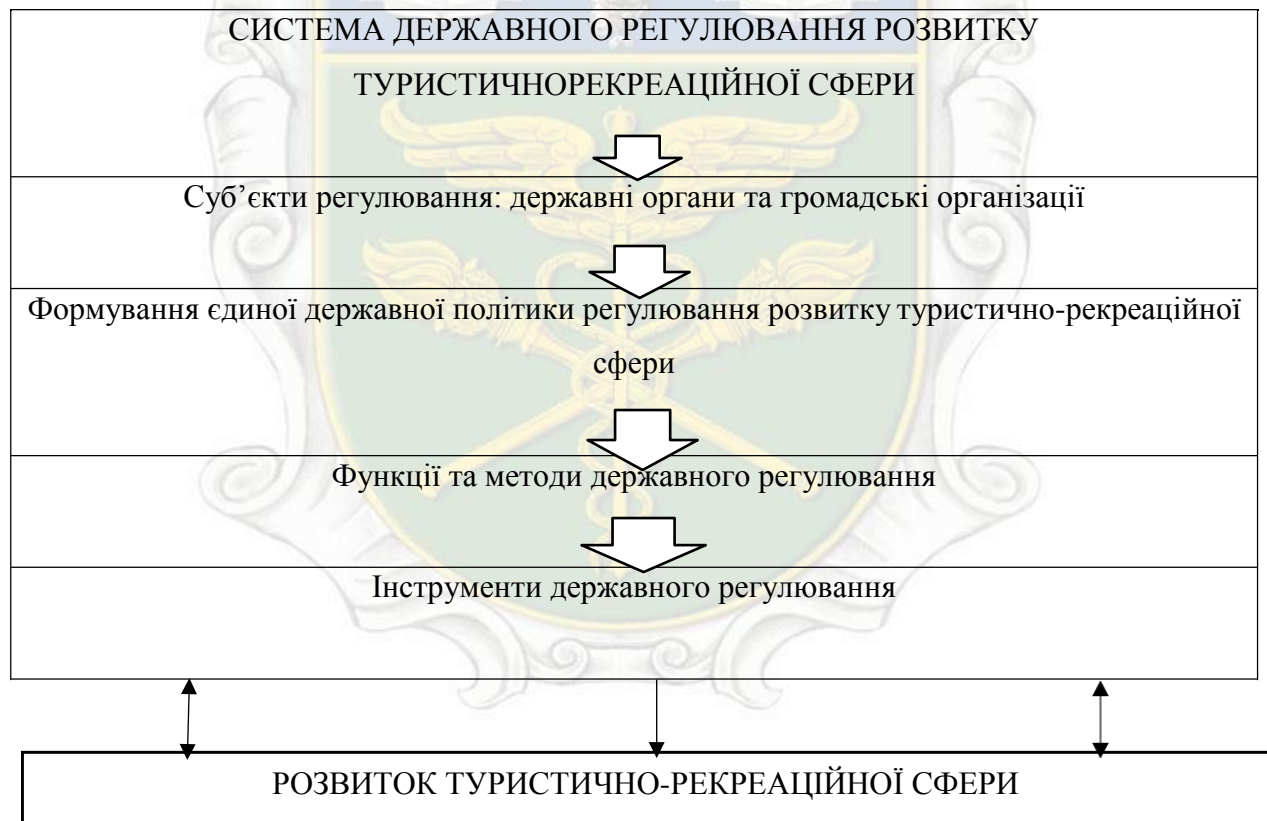 СИСТЕМА ДЕРЖАВНОГО РЕГУЛЮВАННЯ РОЗВИТКУ
ТУРИСТИЧНОРЕКРЕАЦІЙНОЇ СФЕРИ
Суб’єкти регулювання: державні органи та громадські організації
Формування єдиної державної політики регулювання розвитку туристично-рекреаційної
сфери
Функції та методи державного регулювання
Інструменти державного регулювання
РОЗВИТОК ТУРИСТИЧНО-РЕКРЕАЦІЙНОЇ СФЕРИ